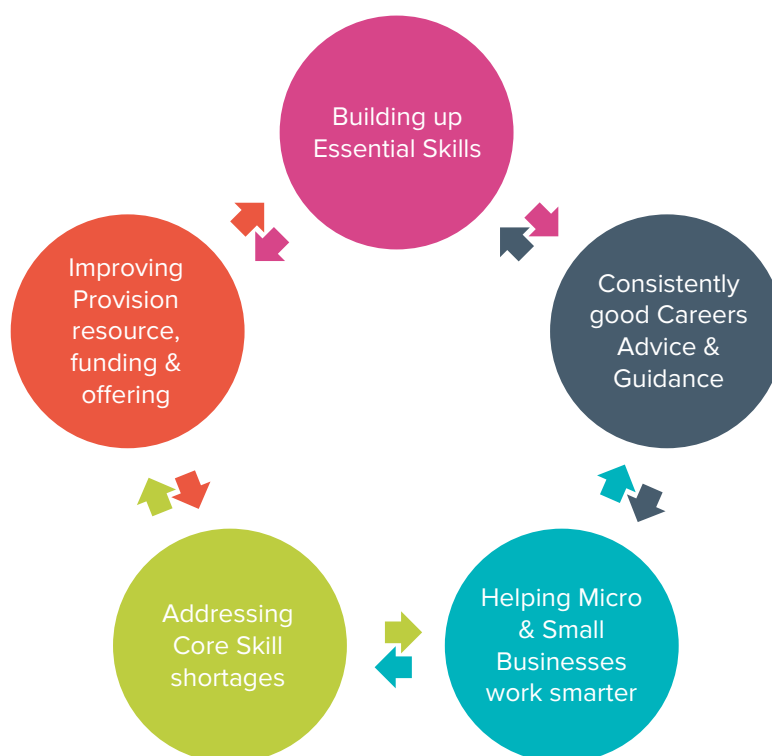 Building up
Essential Skills
Consistently
good Careers
Advice &
Guidance
Helping Micro
& Small
Businesses
work smarter
Addressing
Core Skill
shortages
Improving
Provision
resource,
funding &
offering